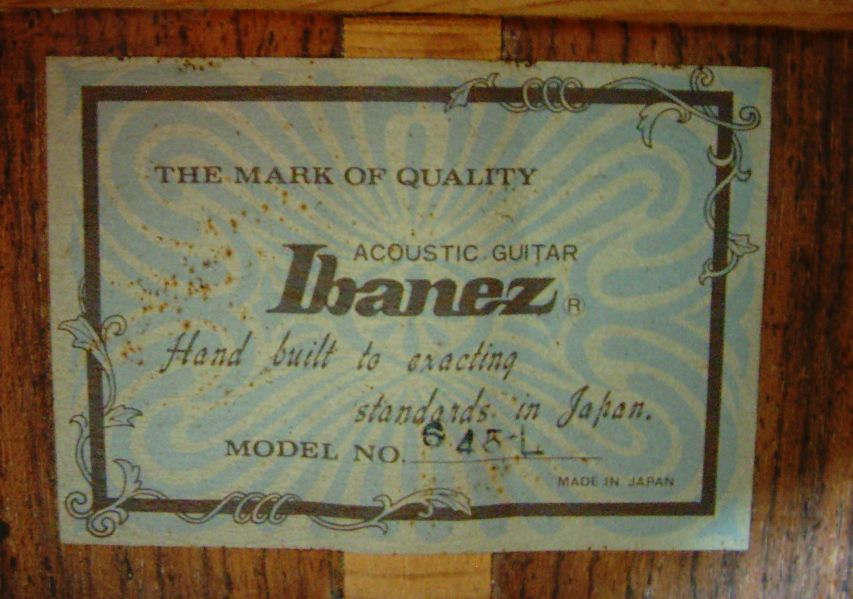 THE MARK OF QUALITY
ACOUSTIC GUITAR
Ibanez ®
Hand built to exacting
standards in Japan.
MODEL NO. 645-L
MADE IN JAPAN